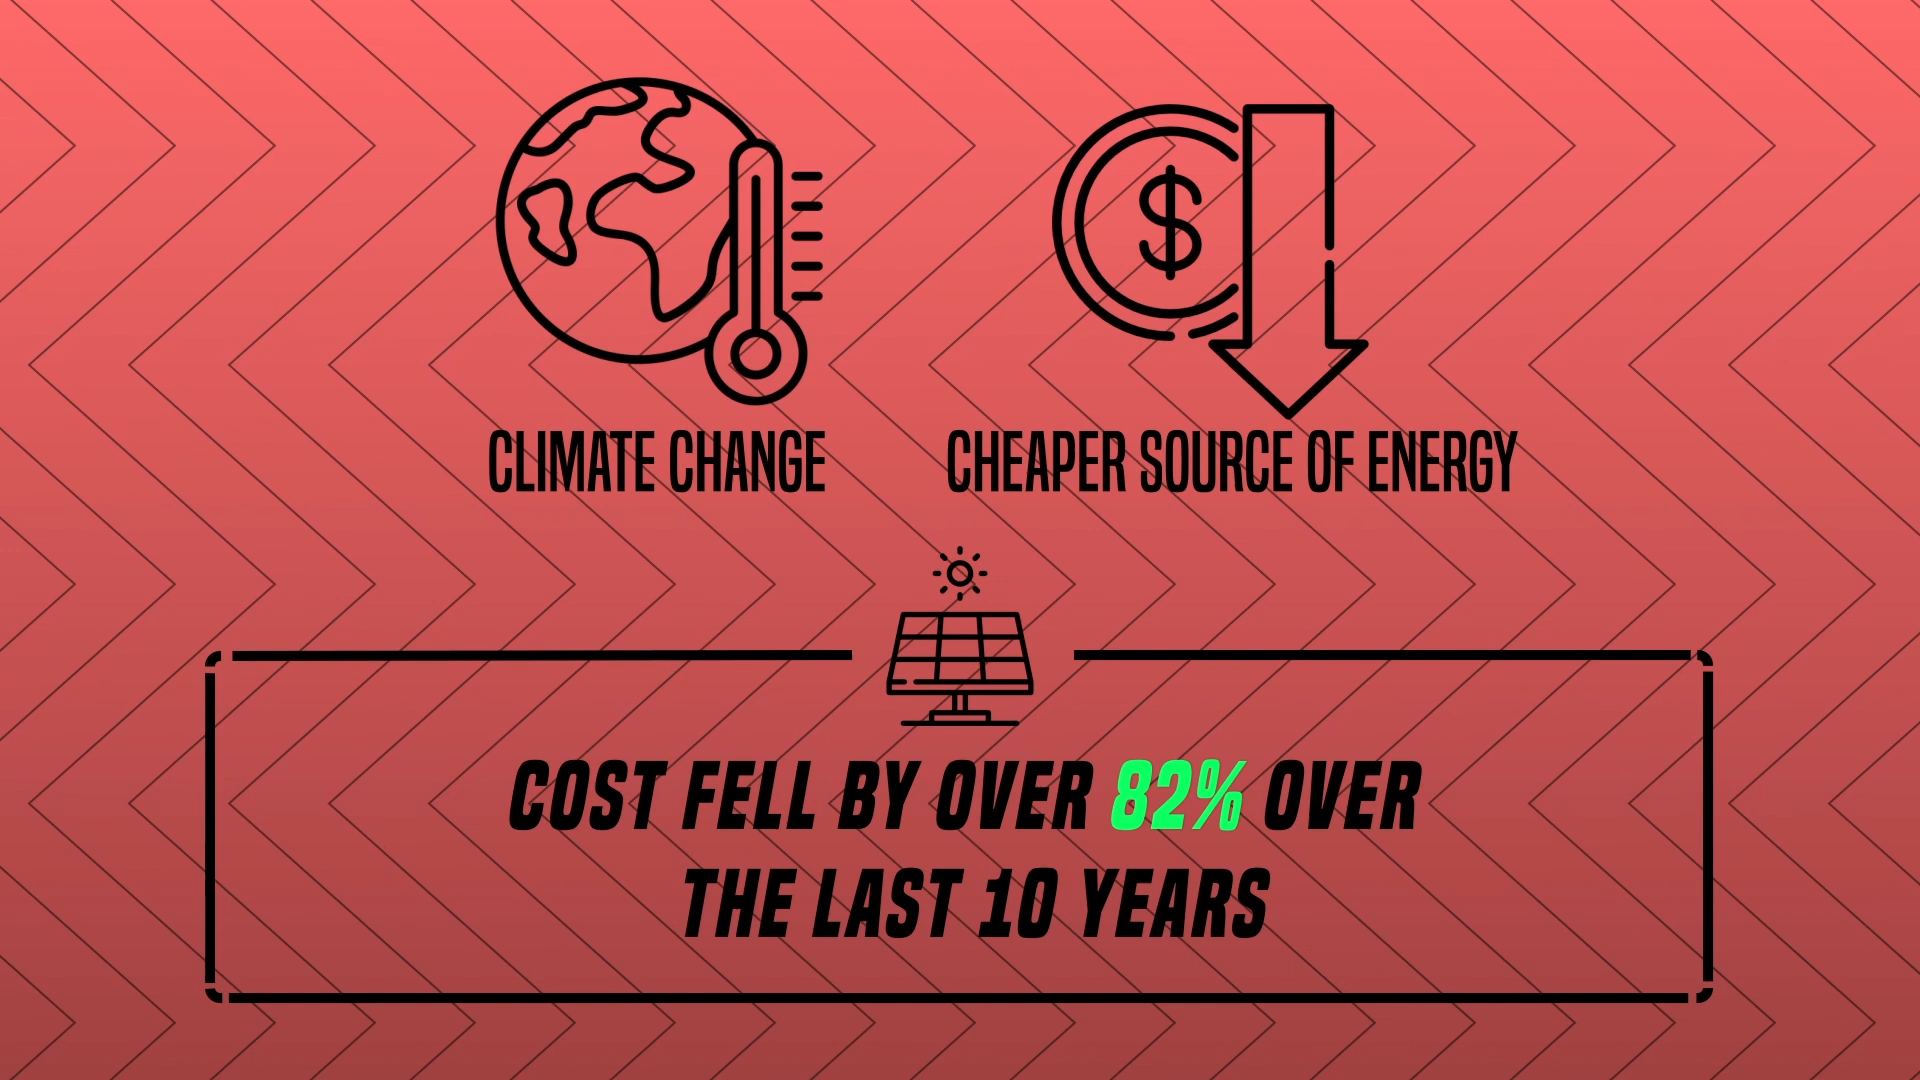 CLIMATE CHANGE
CHEAPER SOURCE OF ENERGY
COST FELL BY OVER 82% OVER
THE LAST 10 YEARS